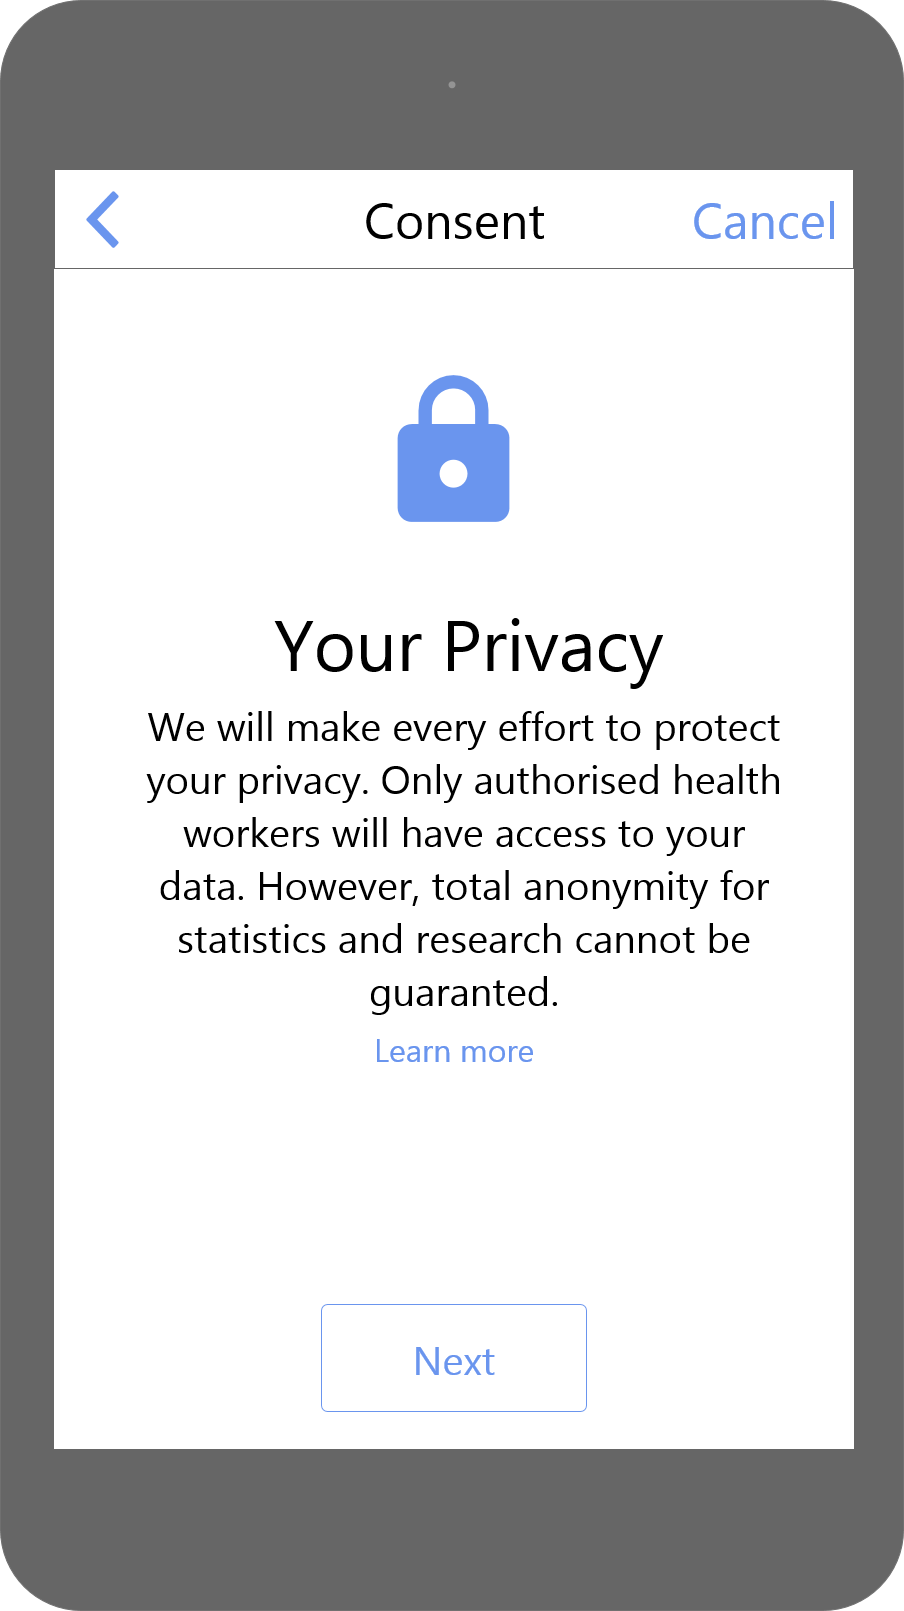 Consent Cancel
Your Privacy
We will make every effort to protect
your privacy. Only authorised health
workers will have access to your
data. However, total anonymity for
statistics and research cannot be
guaranted.
Learn more
Next